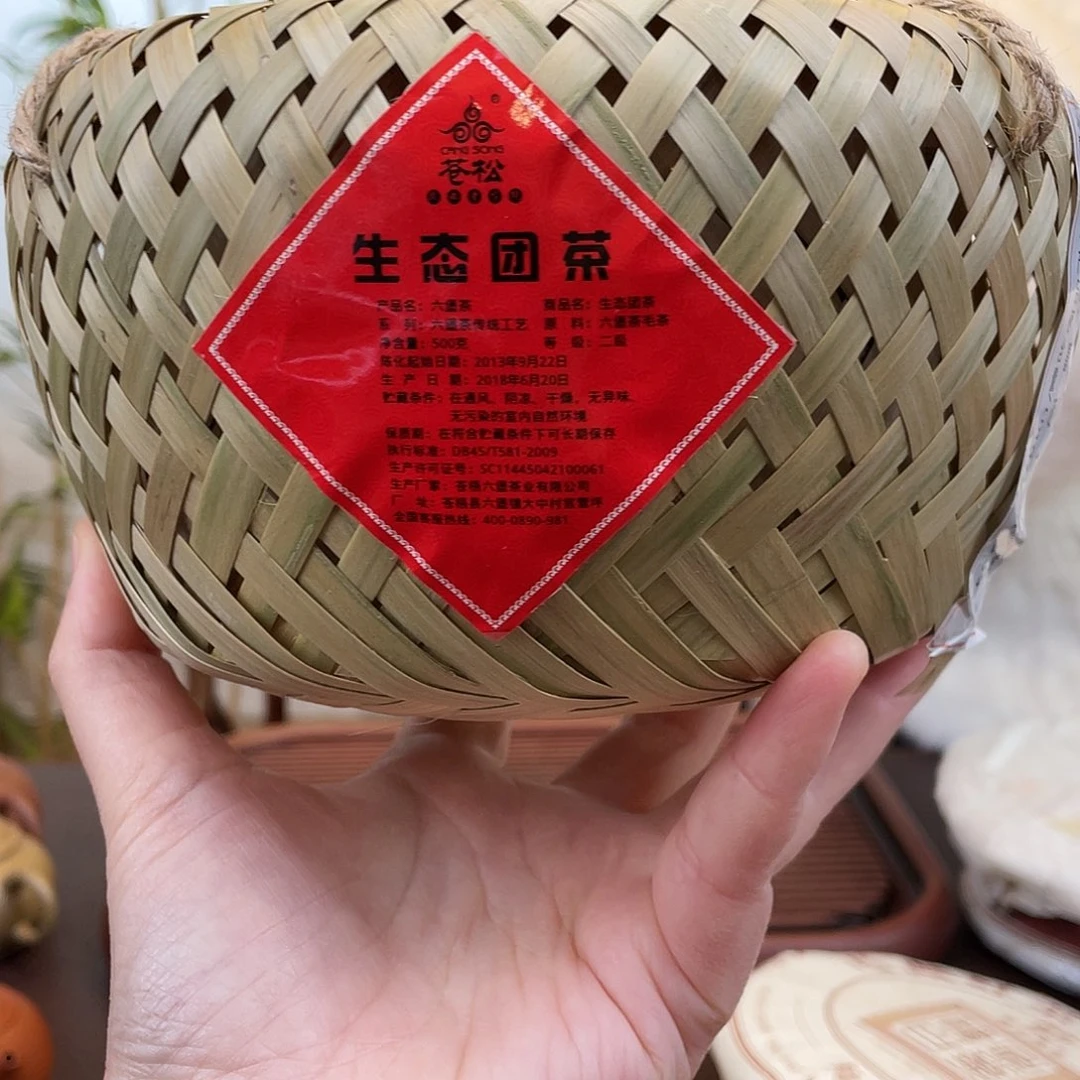 ®
CANG SONG
苍松
生态团茶
产品名：六堡茶 商品名：生态团茶
系 列：六堡茶传统工艺 原 料：六堡茶毛茶
净含量：500克 等 级：二级
陈化起始日期：2013年9月22日
生 产 日 期：2018年6月20日
贮藏条件：在通风、阴凉、干燥、无异味、
无污染的室内自然环境
保质期：在符合贮藏条件下可长期保存
执行标准：DB45/T581-2009
生产许可证号：SC11445042100061
生产厂家：苍梧六堡茶业有限公司
厂 址：苍梧县六堡镇大中村
全国客服热线：400-0890-981